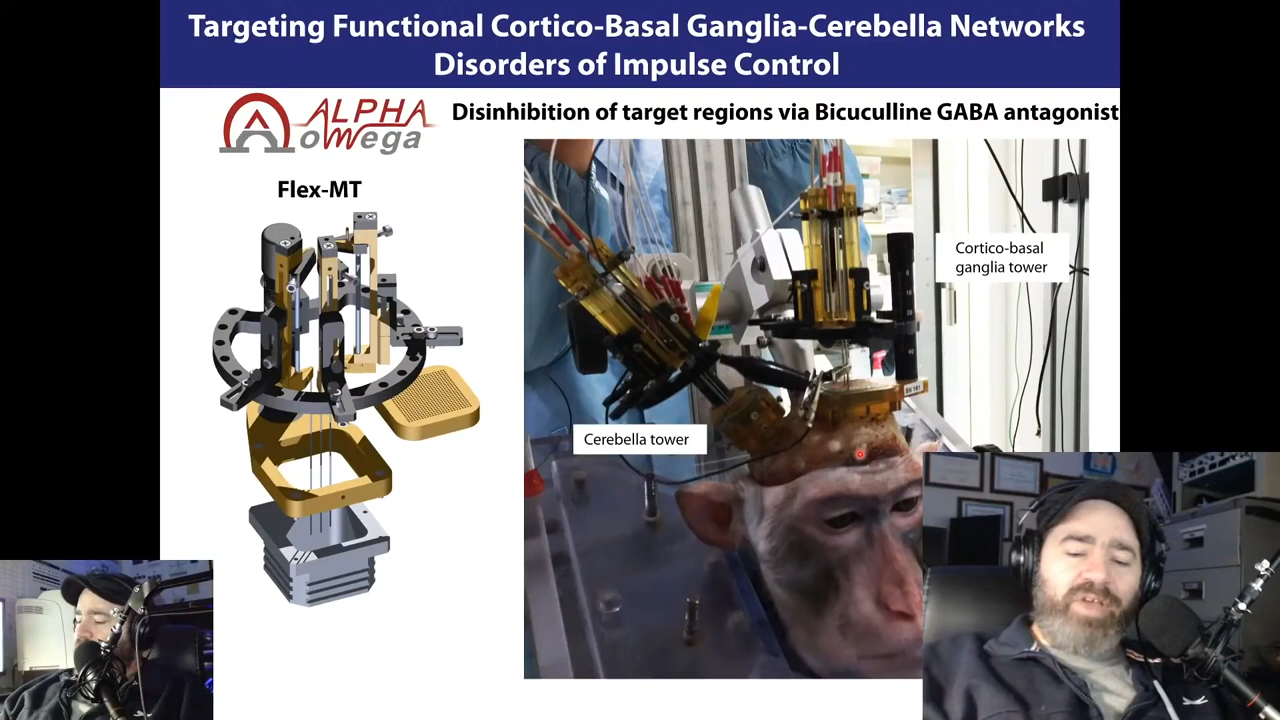 Targeting Functional Cortico-Basal Ganglia-Cerebella Networks
Disorders of Impulse Control
ALPHA
omega
Disinhibition of target regions via Bicuculline GABA antagonist
Flex-MT
Cortico-basal
ganglia tower
Cerebella tower